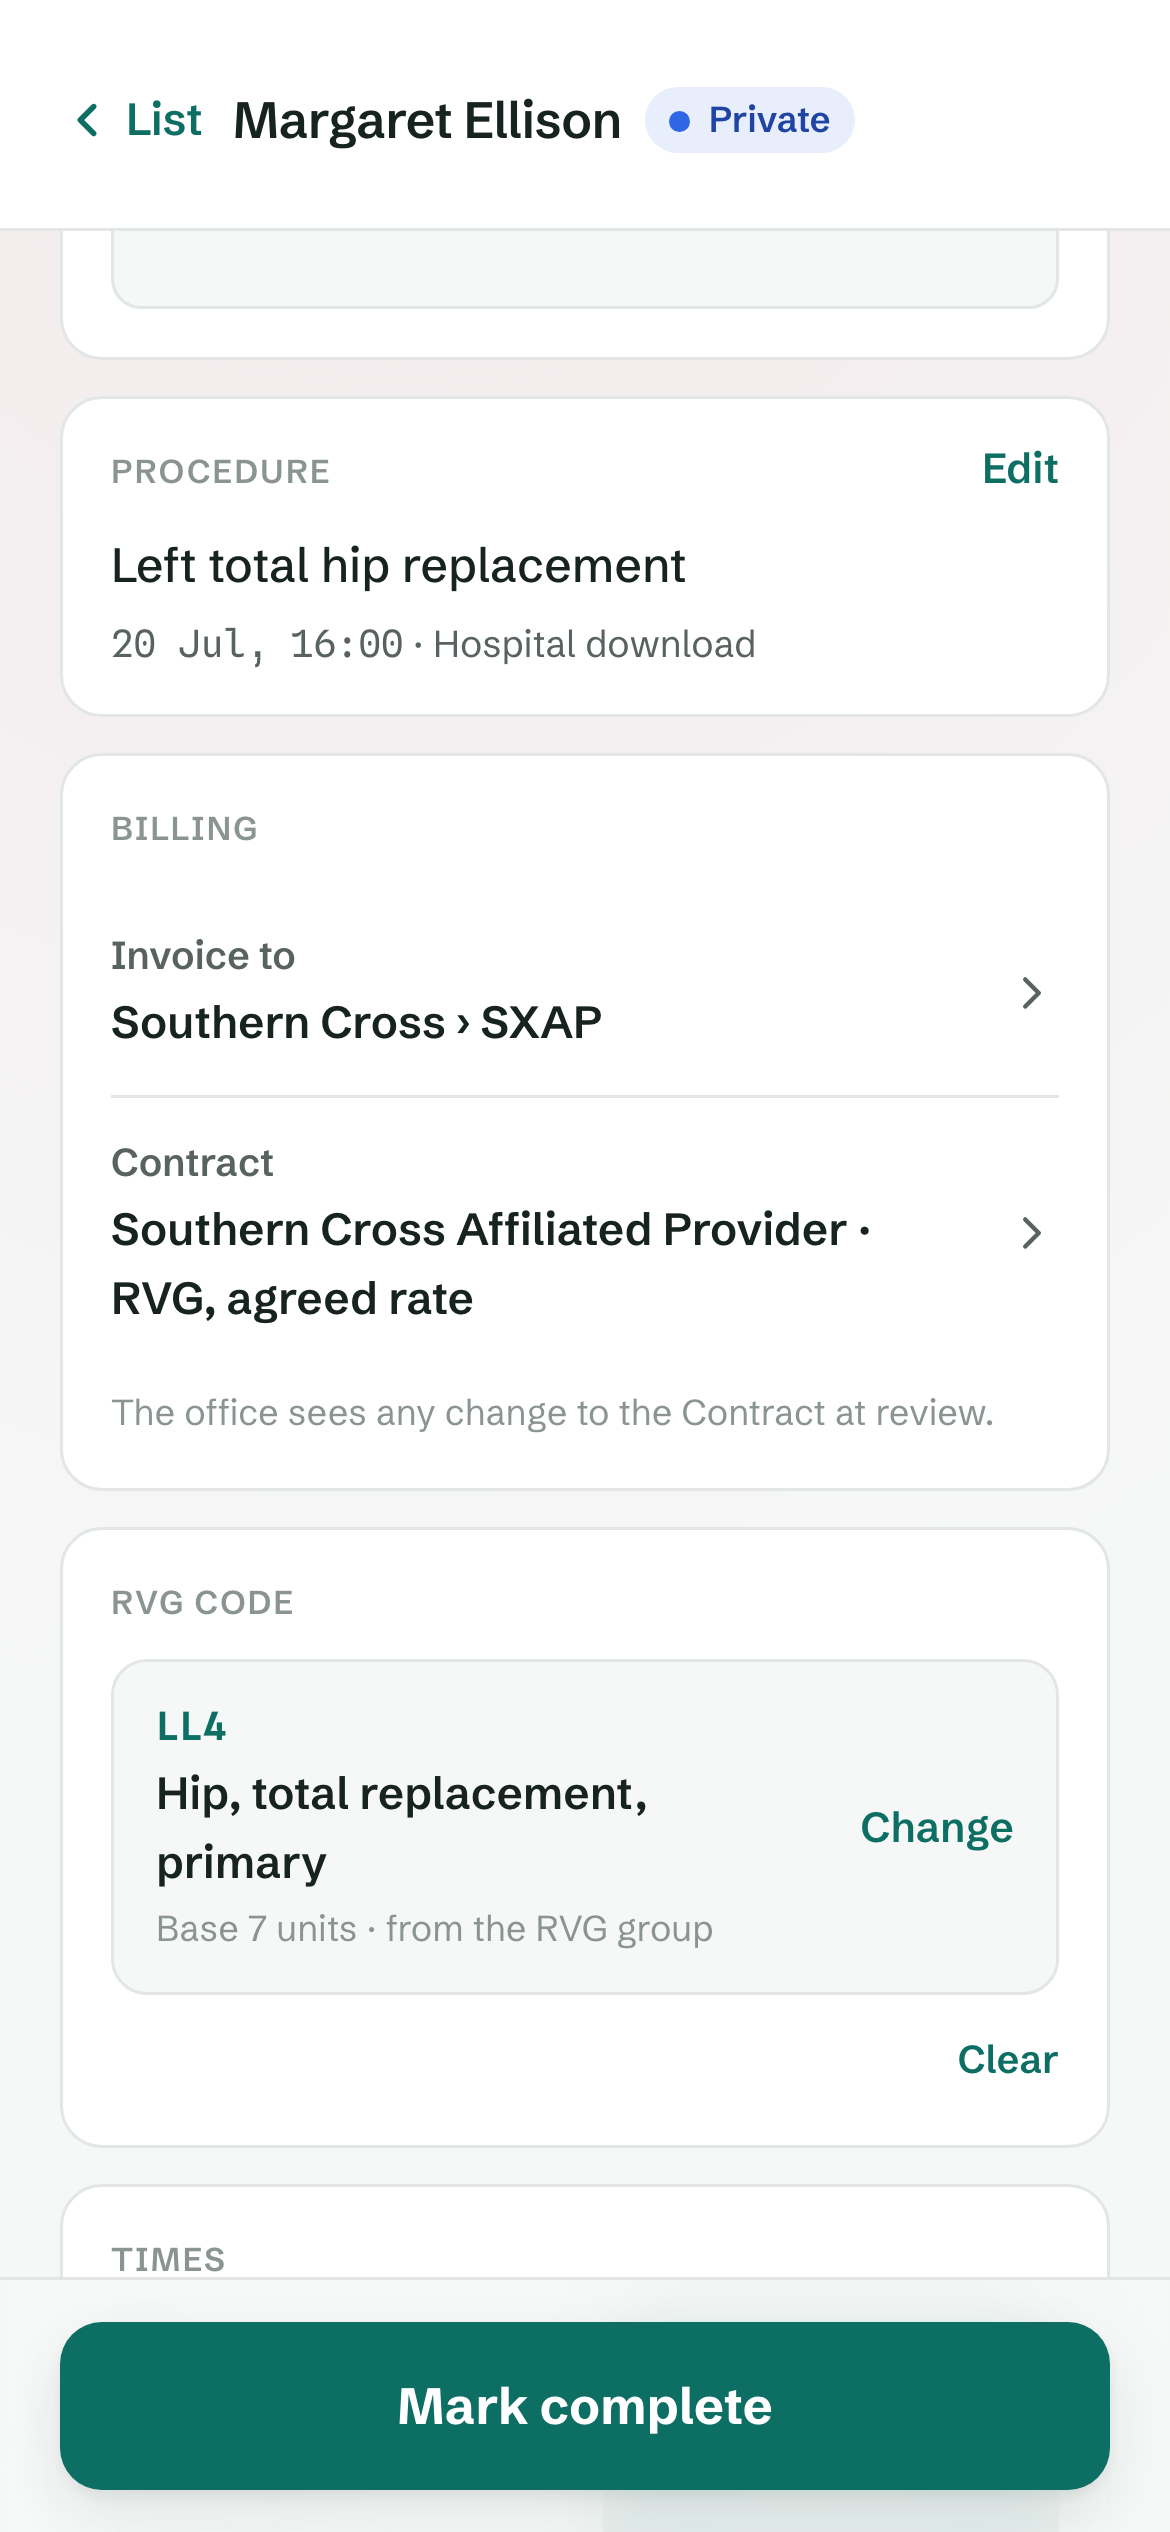 List Margaret Ellison Private
PROCEDURE Edit
Left total hip replacement
20 Jul, 16:00 · Hospital download
BILLING
Invoice to
Southern Cross › SXAP
Contract
Southern Cross Affiliated Provider ·
RVG, agreed rate
The office sees any change to the Contract at review.
RVG CODE
LL4
Hip, total replacement,
primary
Change
Base 7 units · from the RVG group
Clear
TIMES
Mark complete